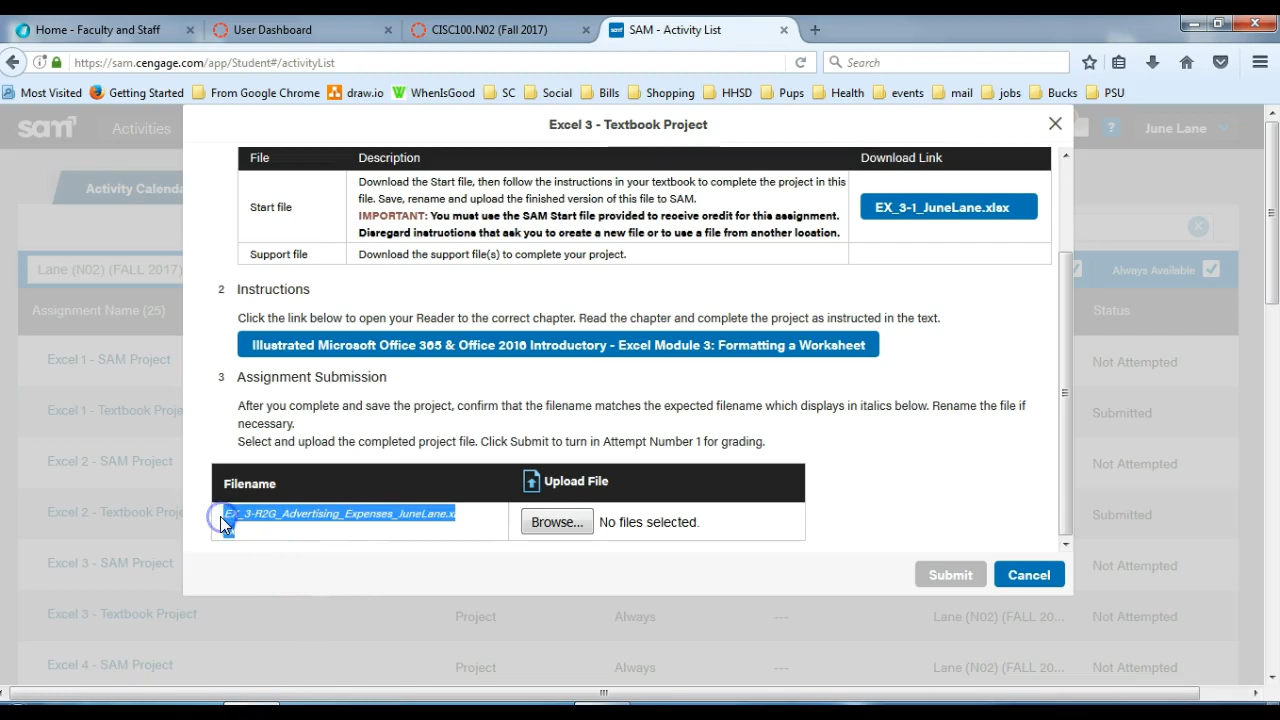 Home - Faculty and Staff
User Dashboard
CISC100.N02 (Fall 2017)
SAM - Activity List
https://sam.cengage.com/app/Student#/activityList
Search
Most Visited
Getting Started
From Google Chrome
draw.io
WhenIsGood
SC
Social
Bills
Shopping
HHSD
Pups
Health
events
mail
jobs
Bucks
PSU
sam
Activities
Excel 3 - Textbook Project
?
June Lane
Activity Calenda
File
Description
Download Link
Start file
Download the Start file, then follow the instructions in your textbook to complete the project in this
file. Save, rename and upload the finished version of this file to SAM.
IMPORTANT: You must use the SAM Start file provided to receive credit for this assignment.
Disregard instructions that ask you to create a new file or to use a file from another location.
EX_3-1_JuneLane.xlsx
Support file
Download the support file(s) to complete your project.
Lane (N02) (FALL 2017)
Always Available
2 Instructions
Click the link below to open your Reader to the correct chapter. Read the chapter and complete the project as instructed in the text.
Illustrated Microsoft Office 365 & Office 2016 Introductory - Excel Module 3: Formatting a Worksheet
Assignment Name (25)
Status
Excel 1 - SAM Project
Not Attempted
3 Assignment Submission
After you complete and save the project, confirm that the filename matches the expected filename which displays in italics below. Rename the file if
necessary.
Select and upload the completed project file. Click Submit to turn in Attempt Number 1 for grading.
Excel 1 - Textbook Proje
Submitted
Excel 2 - SAM Project
Not Attempted
Filename
Upload File
EX_3-R2G_Advertising_Expenses_JuneLane.x
Browse...
No files selected.
Excel 2 - Textbook Proje
Submitted
Excel 3 - SAM Project
Not Attempted
Submit
Cancel
Excel 3 - Textbook Project
Project
Always
---
Lane (N02) (FALL 20...
Not Attempted
Excel 4 - SAM Project
Project
Always
---
Lane (N02) (FALL 20...
Not Attempted